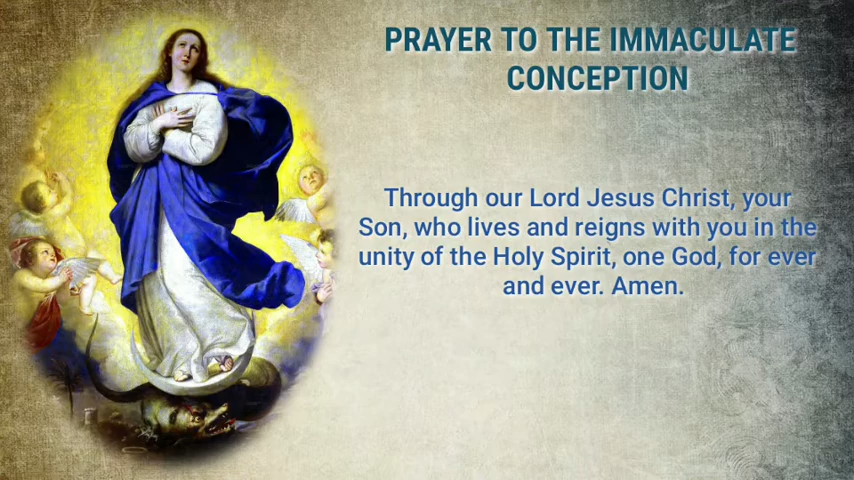 PRAYER TO THE IMMACULATE
CONCEPTION
Through our Lord Jesus Christ, your
Son, who lives and reigns with you in the
unity of the Holy Spirit, one God, for ever
and ever. Amen.